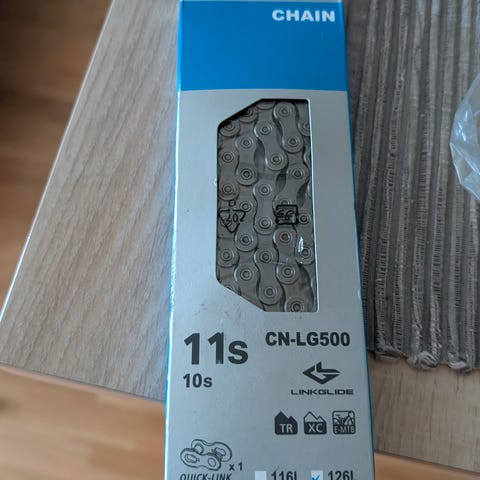 CHAIN
11s
CN-LG500
10s
LINKGLIDE
TR
XC
E-MTB
x 1
QUICK-LINK
116L
126L